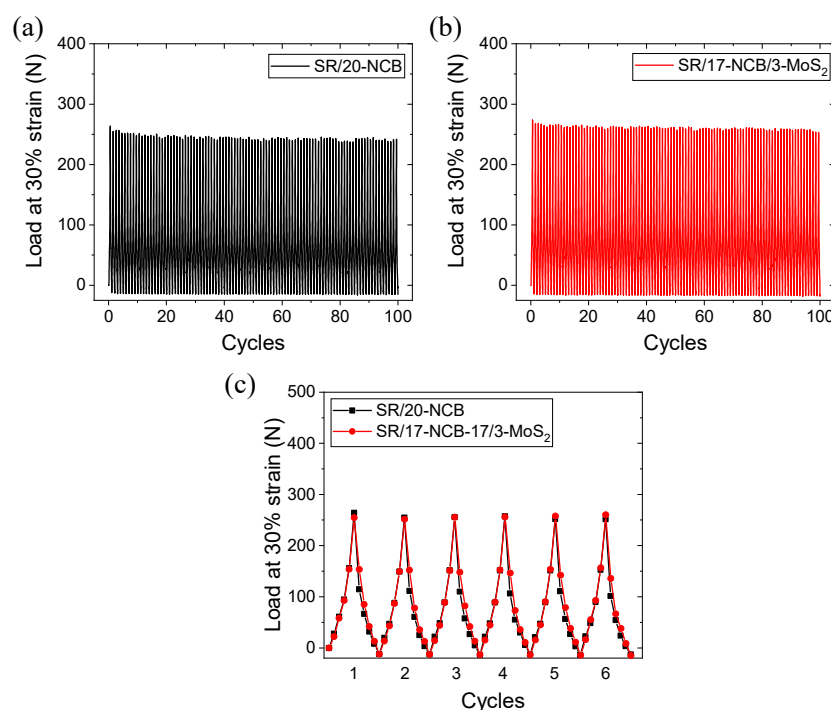 (a)
400
300
200
100
0
Load at 30% strain (N)
SR/20-NCB
0 20 40 60 80 100
Cycles
(b)
400
300
200
100
0
Load at 30% strain (N)
SR/17-NCB/3-MoS₂
0 20 40 60 80 100
Cycles
(c)
500
400
300
200
100
0
Load at 30% strain (N)
SR/20-NCB
SR/17-NCB-17/3-MoS₂
1 2 3 4 5 6
Cycles